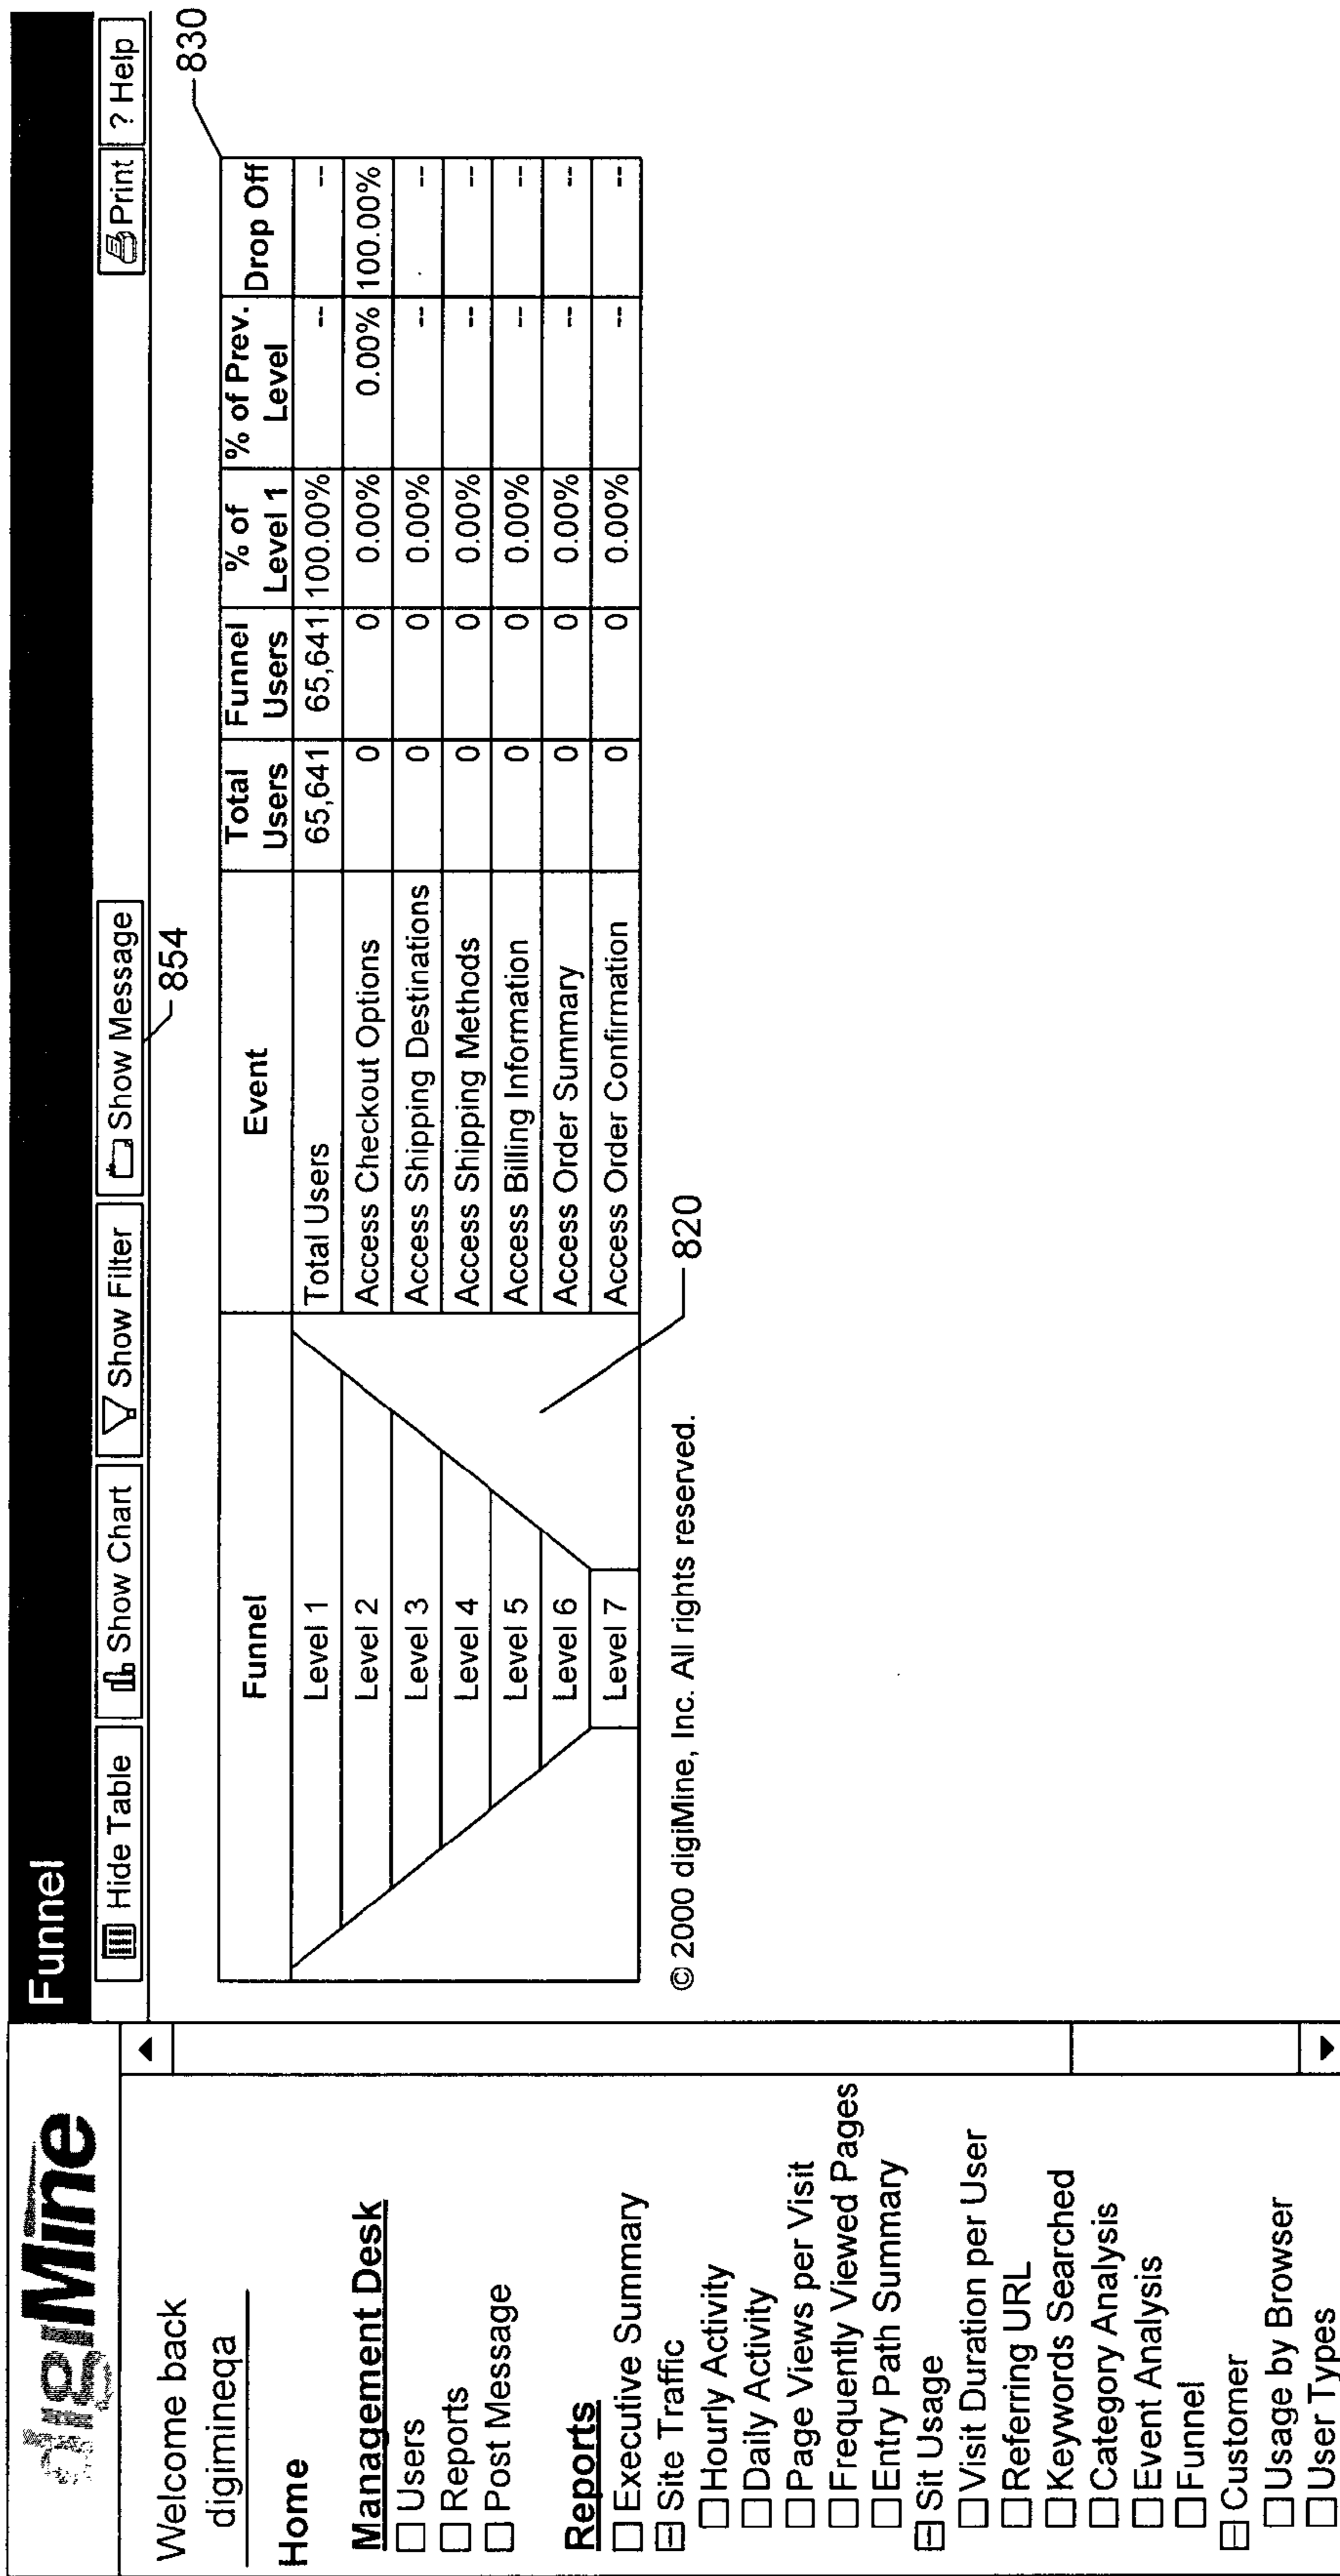 digiMine
Welcome back
digimineqa
Home
Management Desk
Users
Reports
Post Message
Reports
Executive Summary
Site Traffic
Hourly Activity
Daily Activity
Page Views per Visit
Frequently Viewed Pages
Entry Path Summary
Sit Usage
Visit Duration per User
Referring URL
Keywords Searched
Category Analysis
Event Analysis
Funnel
Customer
Usage by Browser
User Types
Funnel
Hide Table Show Chart Show Filter Show Message Print ? Help
854
830
Funnel Event Total Users Funnel Users % of Level 1 % of Prev. Level Drop Off
Level 1 Total Users 65,641 65,641 100.00% -- --
Level 2 Access Checkout Options 0 0 0.00% 0.00% 100.00%
Level 3 Access Shipping Destinations 0 0 0.00% -- --
Level 4 Access Shipping Methods 0 0 0.00% -- --
Level 5 Access Billing Information 0 0 0.00% -- --
Level 6 Access Order Summary 0 0 0.00% -- --
Level 7 Access Order Confirmation 0 0 0.00% -- --
820
© 2000 digiMine, Inc. All rights reserved.